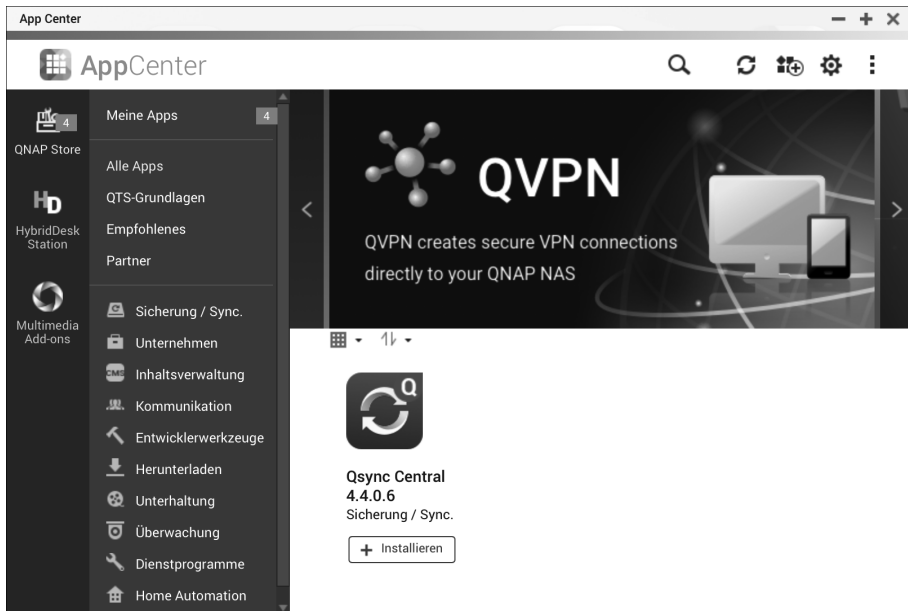 App Center
AppCenter
4
QNAP Store
HybridDesk
Station
Multimedia
Add-ons
Meine Apps
4
Alle Apps
QTS-Grundlagen
Empfohlenes
Partner
Sicherung / Sync.
Unternehmen
CMS
Inhaltsverwaltung
Kommunikation
Entwicklerwerkzeuge
Herunterladen
Unterhaltung
Überwachung
Dienstprogramme
Home Automation
QVPN
QVPN creates secure VPN connections
directly to your QNAP NAS
Q
Qsync Central
4.4.0.6
Sicherung / Sync.
+ Installieren